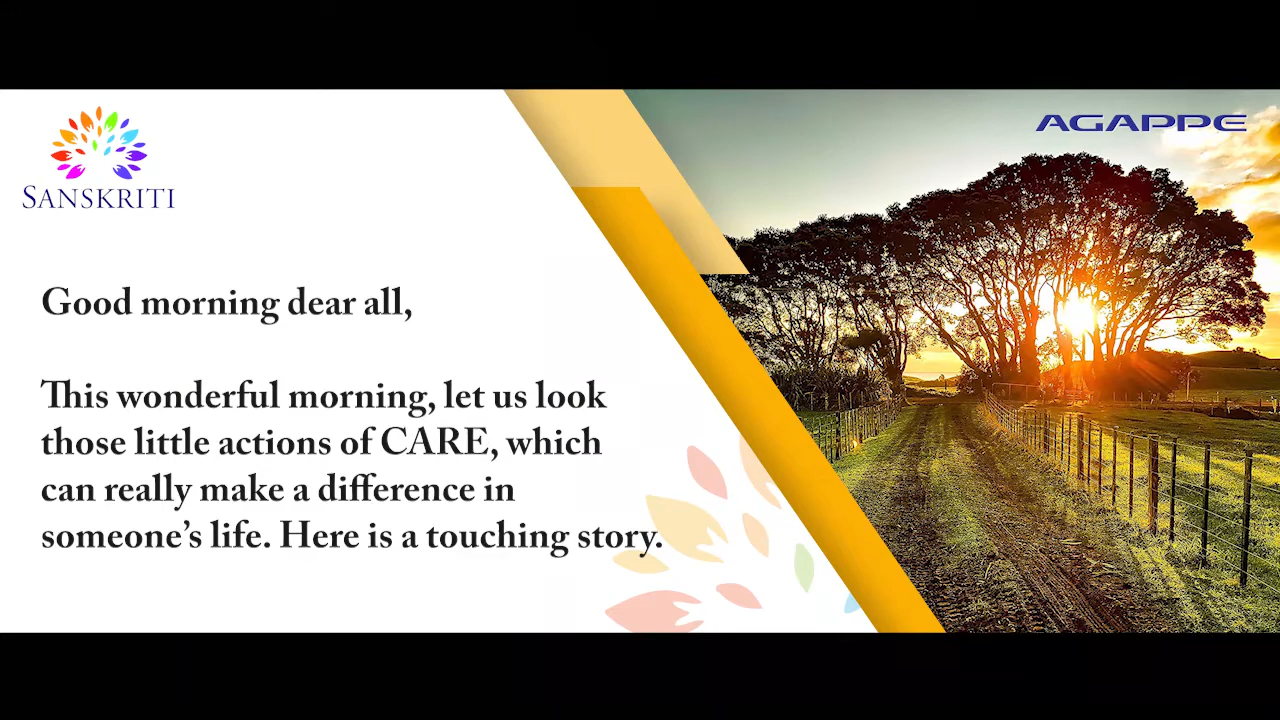 SANSKRITI
AGAPPE
Good morning dear all,
This wonderful morning, let us look
those little actions of CARE, which
can really make a difference in
someone’s life. Here is a touching story.